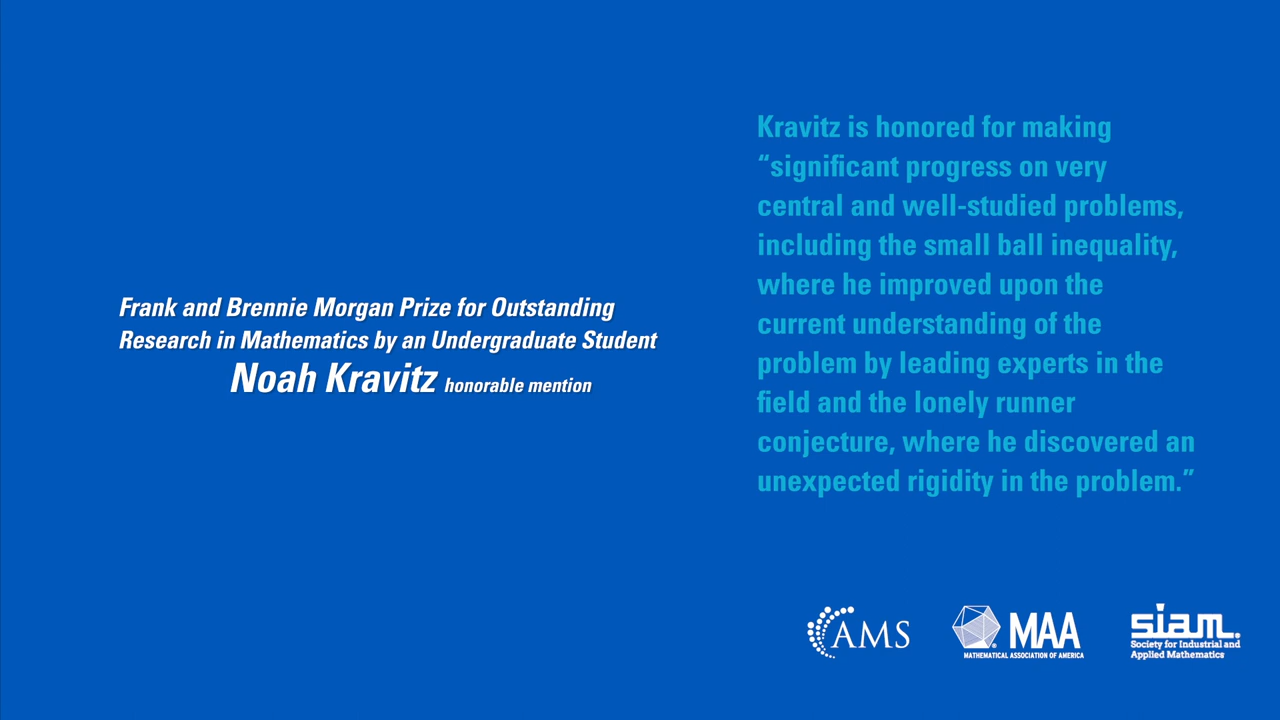 Frank and Brennie Morgan Prize for Outstanding
Research in Mathematics by an Undergraduate Student
Noah Kravitz honorable mention
Kravitz is honored for making
“significant progress on very
central and well-studied problems,
including the small ball inequality,
where he improved upon the
current understanding of the
problem by leading experts in the
field and the lonely runner
conjecture, where he discovered an
unexpected rigidity in the problem.”
AMS
MAA
MATHEMATICAL ASSOCIATION OF AMERICA
siam.
Society for Industrial and
Applied Mathematics